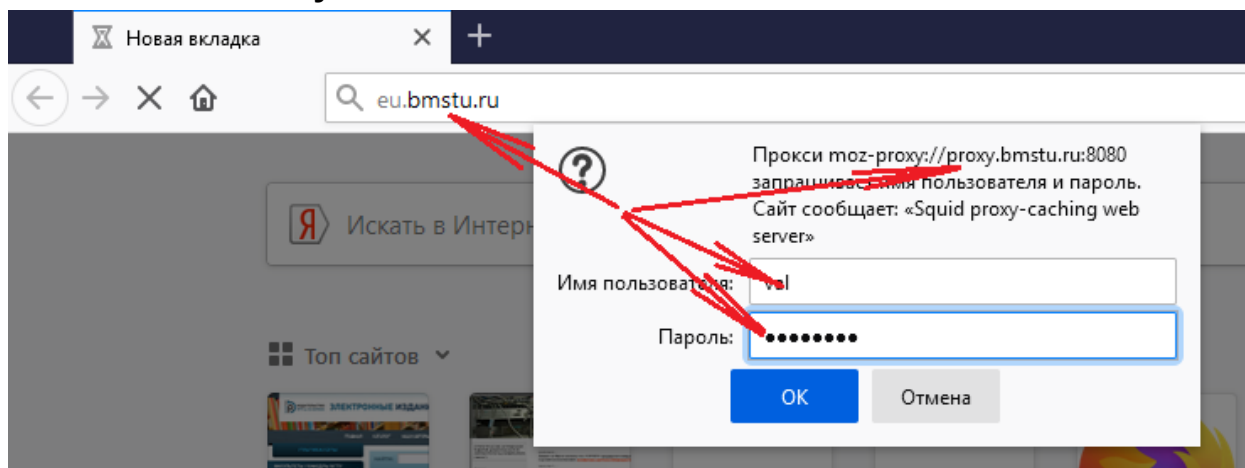 Новая вкладка
eu.bmstu.ru
Прокси moz-proxy://proxy.bmstu.ru:8080
запрашивает имя пользователя и пароль.
Сайт сообщает: «Squid proxy-caching web
server»
Я Искать в Интерн
Имя пользователя:
Пароль: ••••••••
Топ сайтов
OK Отмена
ЭЛЕКТРОННЫЕ ИЗДАНИ